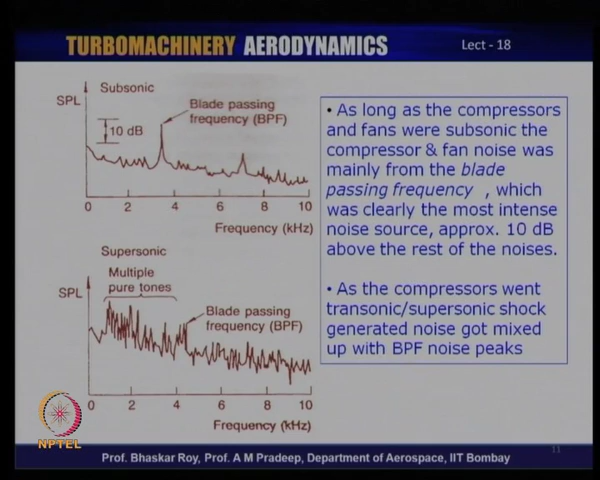 TURBOMACHINERY AERODYNAMICS
Lect - 18
Subsonic
SPL
Blade passing
frequency (BPF)
10 dB
0 2 4 6 8 10
Frequency (kHz)
Supersonic
Multiple
pure tones
SPL
Blade passing
frequency (BPF)
0 2 4 6 8 10
Frequency (kHz)
• As long as the compressors
and fans were subsonic the
compressor & fan noise was
mainly from the blade
passing frequency , which
was clearly the most intense
noise source, approx. 10 dB
above the rest of the noises.
• As the compressors went
transonic/supersonic shock
generated noise got mixed
up with BPF noise peaks
NPTEL
11
Prof. Bhaskar Roy, Prof. A M Pradeep, Department of Aerospace, IIT Bombay